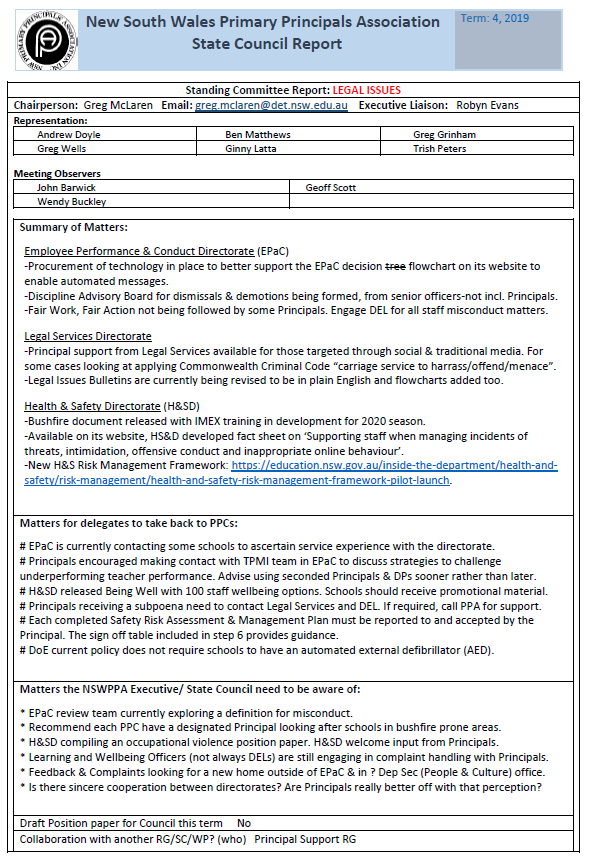 NSW PRIMARY PRINCIPALS ASSOCIATION INC.
PPA
New South Wales Primary Principals Association
State Council Report
Term: 4, 2019
Standing Committee Report: LEGAL ISSUES
Chairperson: Greg McLaren Email: greg.mclaren@det.nsw.edu.au Executive Liaison: Robyn Evans
Representation:
Andrew Doyle Ben Matthews Greg Grinham
Greg Wells Ginny Latta Trish Peters
Meeting Observers
John Barwick Geoff Scott
Wendy Buckley
Summary of Matters:
Employee Performance & Conduct Directorate (EPaC)
-Procurement of technology in place to better support the EPaC decision tree flowchart on its website to
enable automated messages.
-Discipline Advisory Board for dismissals & demotions being formed, from senior officers-not incl. Principals.
-Fair Work, Fair Action not being followed by some Principals. Engage DEL for all staff misconduct matters.
Legal Services Directorate
-Principal support from Legal Services available for those targeted through social & traditional media. For
some cases looking at applying Commonwealth Criminal Code “carriage service to harrass/offend/menace”.
-Legal Issues Bulletins are currently being revised to be in plain English and flowcharts added too.
Health & Safety Directorate (H&SD)
-Bushfire document released with IMEX training in development for 2020 season.
-Available on its website, HS&D developed fact sheet on ‘Supporting staff when managing incidents of
threats, intimidation, offensive conduct and inappropriate online behaviour’.
-New H&S Risk Management Framework: https://education.nsw.gov.au/inside-the-department/health-and-
safety/risk-management/health-and-safety-risk-management-framework-pilot-launch.
Matters for delegates to take back to PPCs:
# EPaC is currently contacting some schools to ascertain service experience with the directorate.
# Principals encouraged making contact with TPMI team in EPaC to discuss strategies to challenge
underperforming teacher performance. Advise using seconded Principals & DPs sooner rather than later.
# H&SD released Being Well with 100 staff wellbeing options. Schools should receive promotional material.
# Principals receiving a subpoena need to contact Legal Services and DEL. If required, call PPA for support.
# Each completed Safety Risk Assessment & Management Plan must be reported to and accepted by the
Principal. The sign off table included in step 6 provides guidance.
# DoE current policy does not require schools to have an automated external defibrillator (AED).
Matters the NSWPPA Executive/ State Council need to be aware of:
* EPaC review team currently exploring a definition for misconduct.
* Recommend each PPC have a designated Principal looking after schools in bushfire prone areas.
* H&SD compiling an occupational violence position paper. H&SD welcome input from Principals.
* Learning and Wellbeing Officers (not always DELs) are still engaging in complaint handling with Principals.
* Feedback & Complaints looking for a new home outside of EPaC & in ? Dep Sec (People & Culture) office.
* Is there sincere cooperation between directorates? Are Principals really better off with that perception?
Draft Position paper for Council this term No
Collaboration with another RG/SC/WP? (who) Principal Support RG